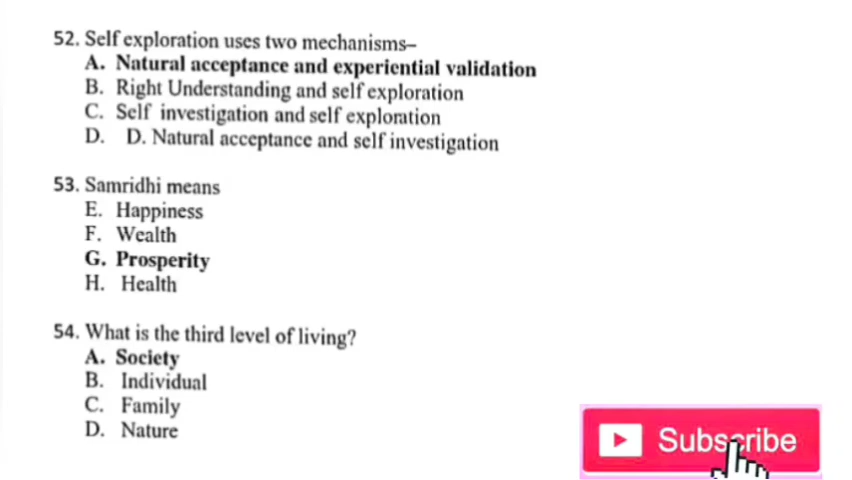 52. Self exploration uses two mechanisms–
A. Natural acceptance and experiential validation
B. Right Understanding and self exploration
C. Self investigation and self exploration
D. D. Natural acceptance and self investigation
53. Samridhi means
E. Happiness
F. Wealth
G. Prosperity
H. Health
54. What is the third level of living?
A. Society
B. Individual
C. Family
D. Nature
Subscribe